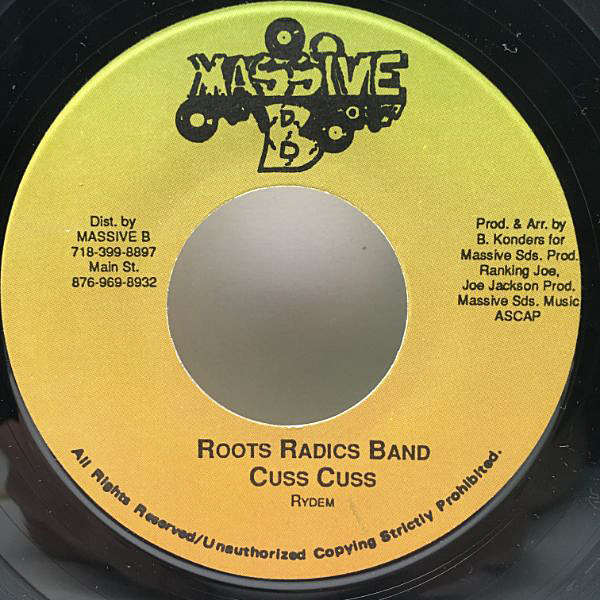 MASSIVE
B
Dist. by
MASSIVE B
718-399-8897
Main St.
876-969-8932
Prod. & Arr. by
B. Konders for
Massive Sds. Prod.
Ranking Joe,
Joe Jackson Prod.
Massive Sds. Music
ASCAP
ROOTS RADICS BAND
CUSS CUSS
RYDEM
All Rights Reserved/Unauthorized Copying Strictly Prohibited.